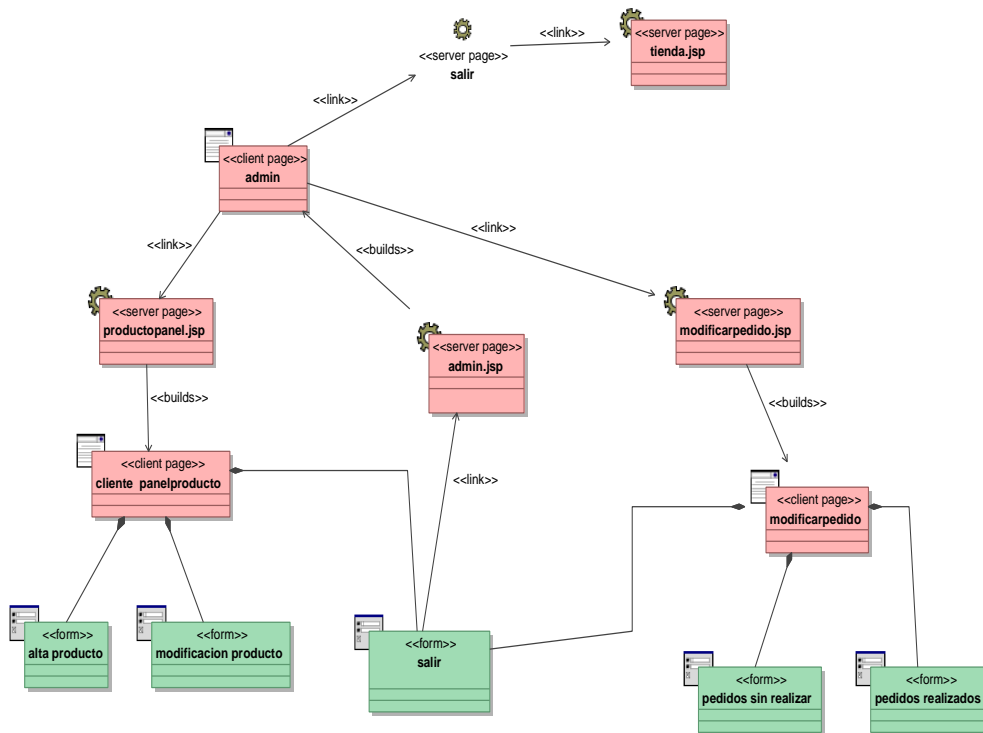 <<link>>
<<server page>>
tienda.jsp
<<server page>>
salir
<<link>>
<<client page>>
admin
<<link>>
<<builds>>
<<link>>
<<server page>>
productopanel.jsp
<<server page>>
admin.jsp
<<server page>>
modificarpedido.jsp
<<builds>>
<<builds>>
<<client page>>
cliente panelproducto
<<link>>
<<client page>>
modificarpedido
<<form>>
alta producto
<<form>>
modificacion producto
<<form>>
salir
<<form>>
pedidos sin realizar
<<form>>
pedidos realizados